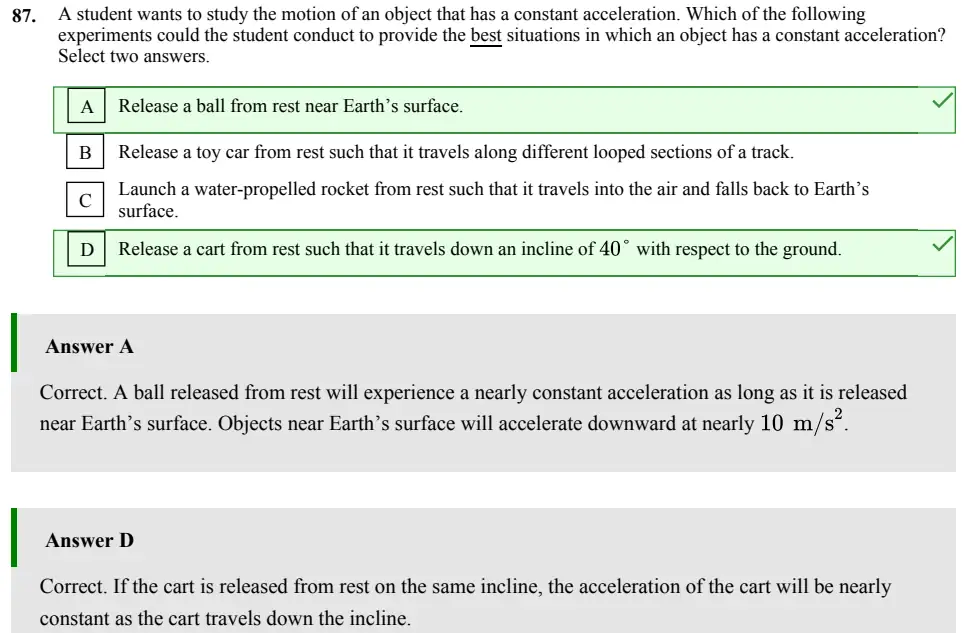 87. A student wants to study the motion of an object that has a constant acceleration. Which of the following
experiments could the student conduct to provide the best situations in which an object has a constant acceleration?
Select two answers.
A Release a ball from rest near Earth’s surface.
B Release a toy car from rest such that it travels along different looped sections of a track.
C Launch a water-propelled rocket from rest such that it travels into the air and falls back to Earth’s
surface.
D Release a cart from rest such that it travels down an incline of 40° with respect to the ground.
Answer A
Correct. A ball released from rest will experience a nearly constant acceleration as long as it is released
near Earth’s surface. Objects near Earth’s surface will accelerate downward at nearly 10 m/s².
Answer D
Correct. If the cart is released from rest on the same incline, the acceleration of the cart will be nearly
constant as the cart travels down the incline.